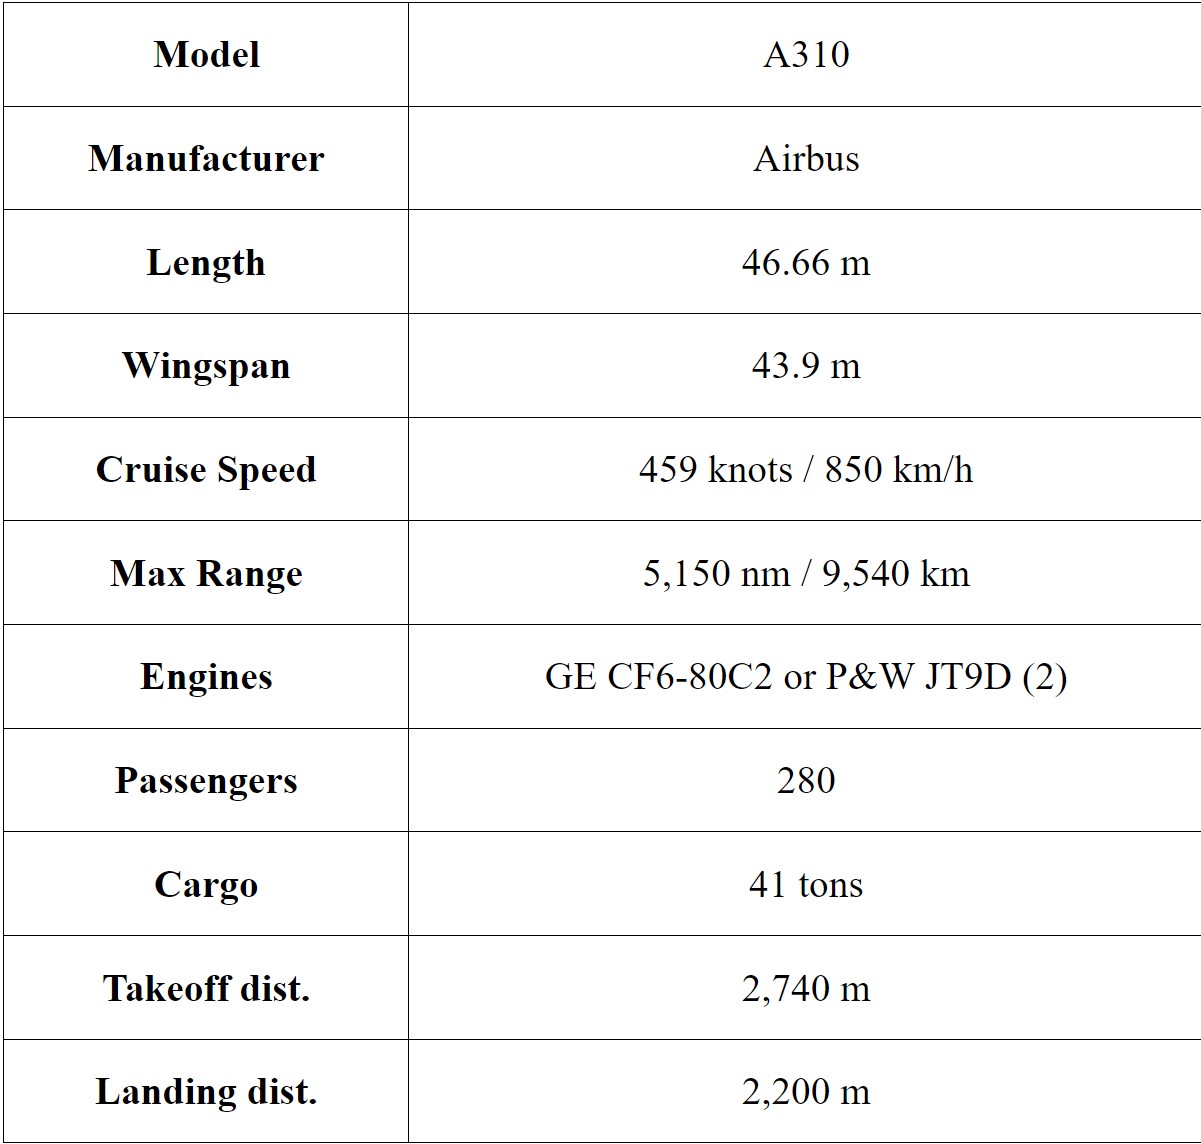 Model A310
Manufacturer Airbus
Length 46.66 m
Wingspan 43.9 m
Cruise Speed 459 knots / 850 km/h
Max Range 5,150 nm / 9,540 km
Engines GE CF6-80C2 or P&W JT9D (2)
Passengers 280
Cargo 41 tons
Takeoff dist. 2,740 m
Landing dist. 2,200 m